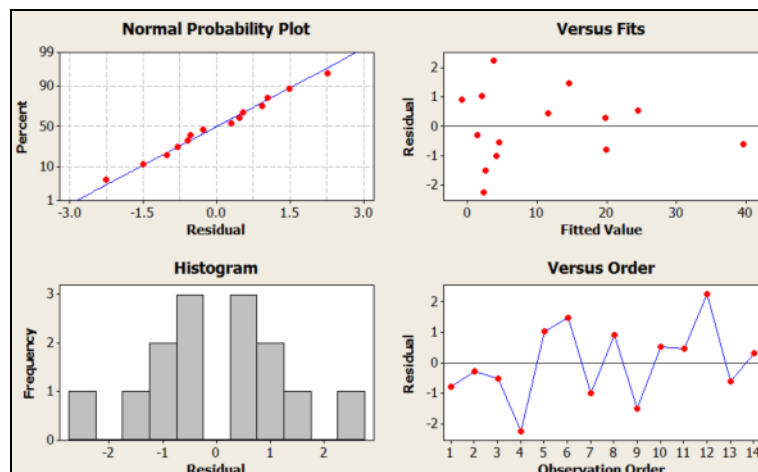 Normal Probability Plot
99
90
50
10
1
Percent
-3.0 -1.5 0.0 1.5 3.0
Residual
Versus Fits
2
1
0
-1
-2
Residual
0 10 20 30 40
Fitted Value
Histogram
3
2
1
0
Frequency
-2 -1 0 1 2
Residual
Versus Order
2
1
0
-1
-2
Residual
1 2 3 4 5 6 7 8 9 10 11 12 13 14
Observation Order